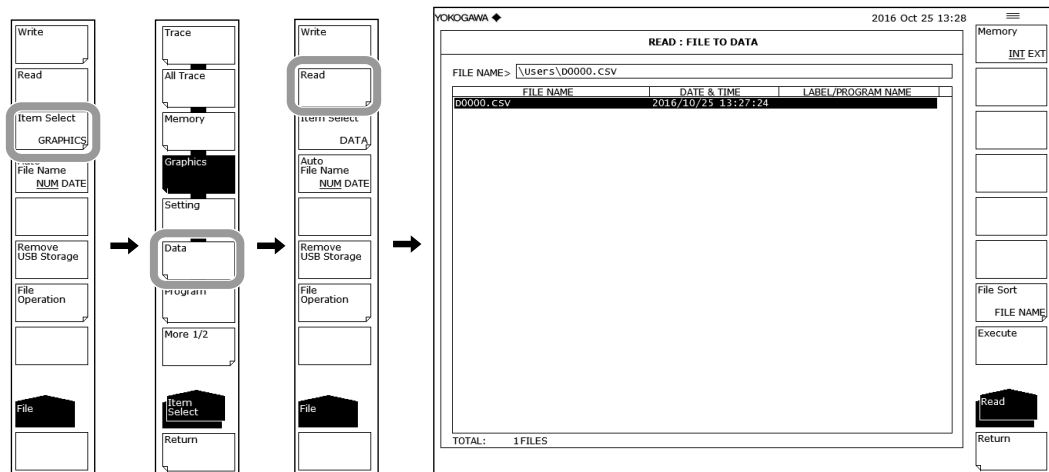 Write
Read
Item Select
GRAPHICS
Auto
File Name
NUM DATE
Remove
USB Storage
File
Operation
File
Trace
All Trace
Memory
Graphics
Setting
Data
Program
More 1/2
Item
Select
Return
Write
Read
Item Select
DATA
Auto
File Name
NUM DATE
Remove
USB Storage
File
Operation
File
YOKOGAWA
2016 Oct 25 13:28
READ : FILE TO DATA
FILE NAME> \Users\D0000.CSV
FILE NAME DATE & TIME LABEL/PROGRAM NAME
D0000.CSV 2016/10/25 13:27:24
TOTAL: 1FILES
Memory
INT EXT
File Sort
FILE NAME
Execute
Read
Return